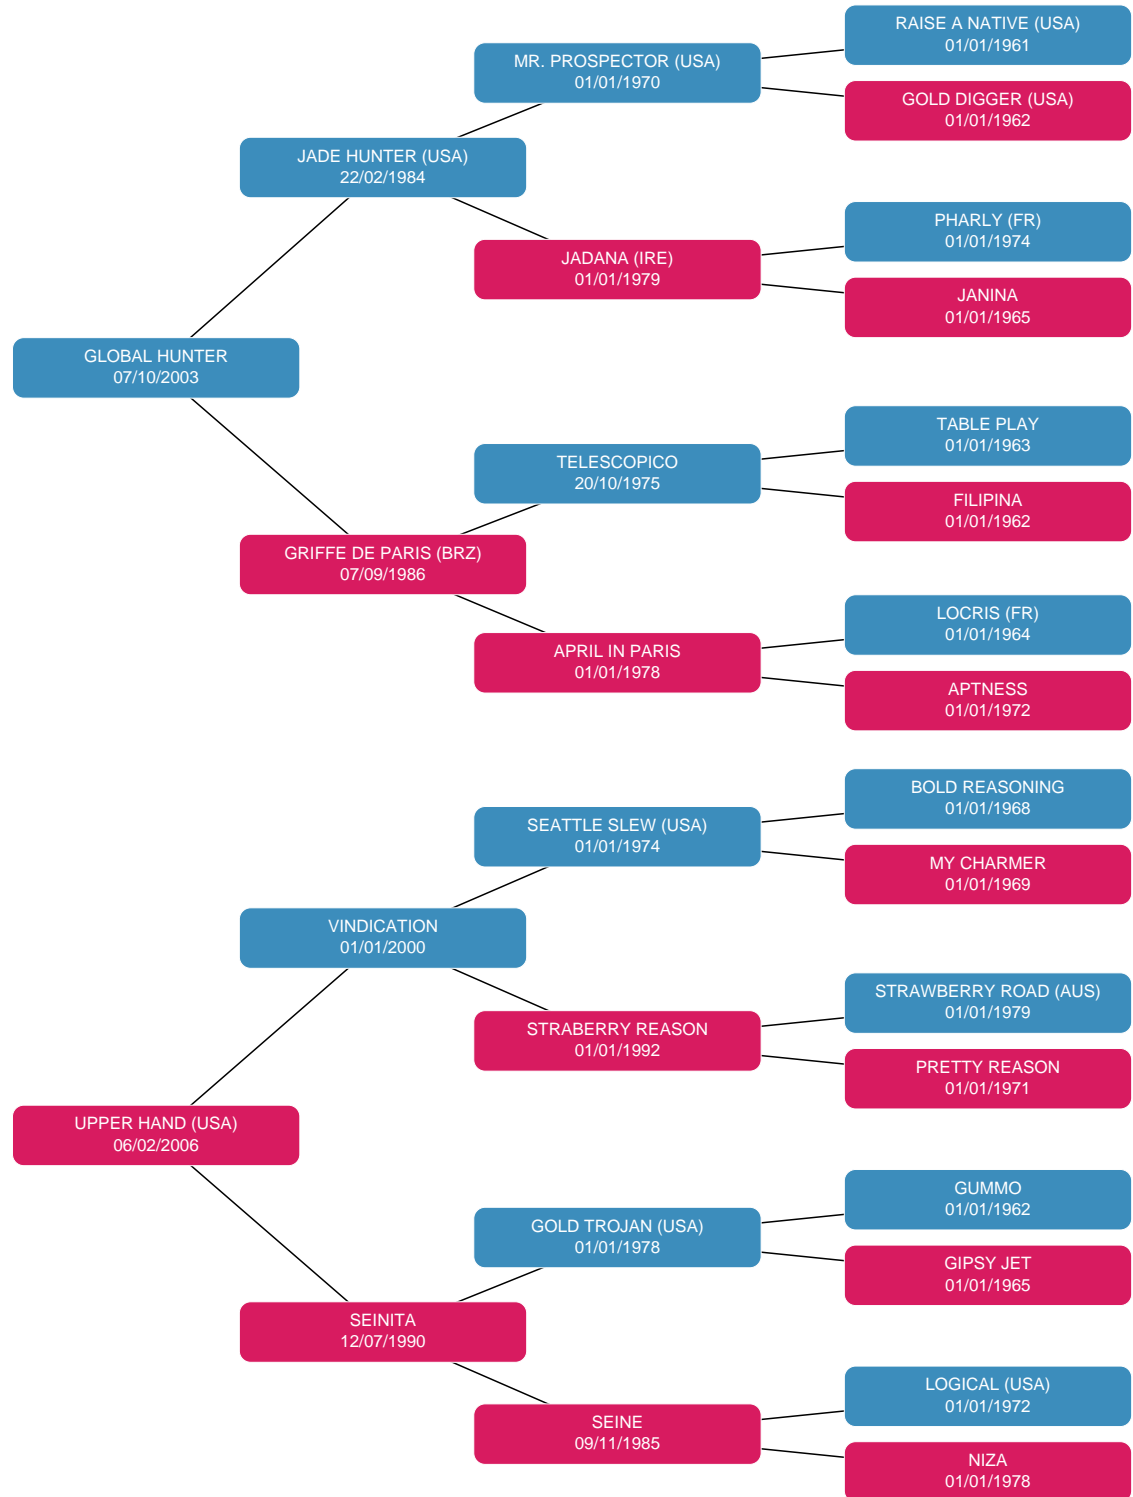 RAISE A NATIVE (USA)
01/01/1961
MR. PROSPECTOR (USA)
01/01/1970
GOLD DIGGER (USA)
01/01/1962
JADE HUNTER (USA)
22/02/1984
PHARLY (FR)
01/01/1974
JADANA (IRE)
01/01/1979
JANINA
01/01/1965
GLOBAL HUNTER
07/10/2003
TABLE PLAY
01/01/1963
TELESCOPICO
20/10/1975
FILIPINA
01/01/1962
GRIFFE DE PARIS (BRZ)
07/09/1986
LOCRIS (FR)
01/01/1964
APRIL IN PARIS
01/01/1978
APTNESS
01/01/1972
BOLD REASONING
01/01/1968
SEATTLE SLEW (USA)
01/01/1974
MY CHARMER
01/01/1969
VINDICATION
01/01/2000
STRAWBERRY ROAD (AUS)
01/01/1979
STRABERRY REASON
01/01/1992
PRETTY REASON
01/01/1971
UPPER HAND (USA)
06/02/2006
GUMMO
01/01/1962
GOLD TROJAN (USA)
01/01/1978
GIPSY JET
01/01/1965
SEINITA
12/07/1990
LOGICAL (USA)
01/01/1972
SEINE
09/11/1985
NIZA
01/01/1978